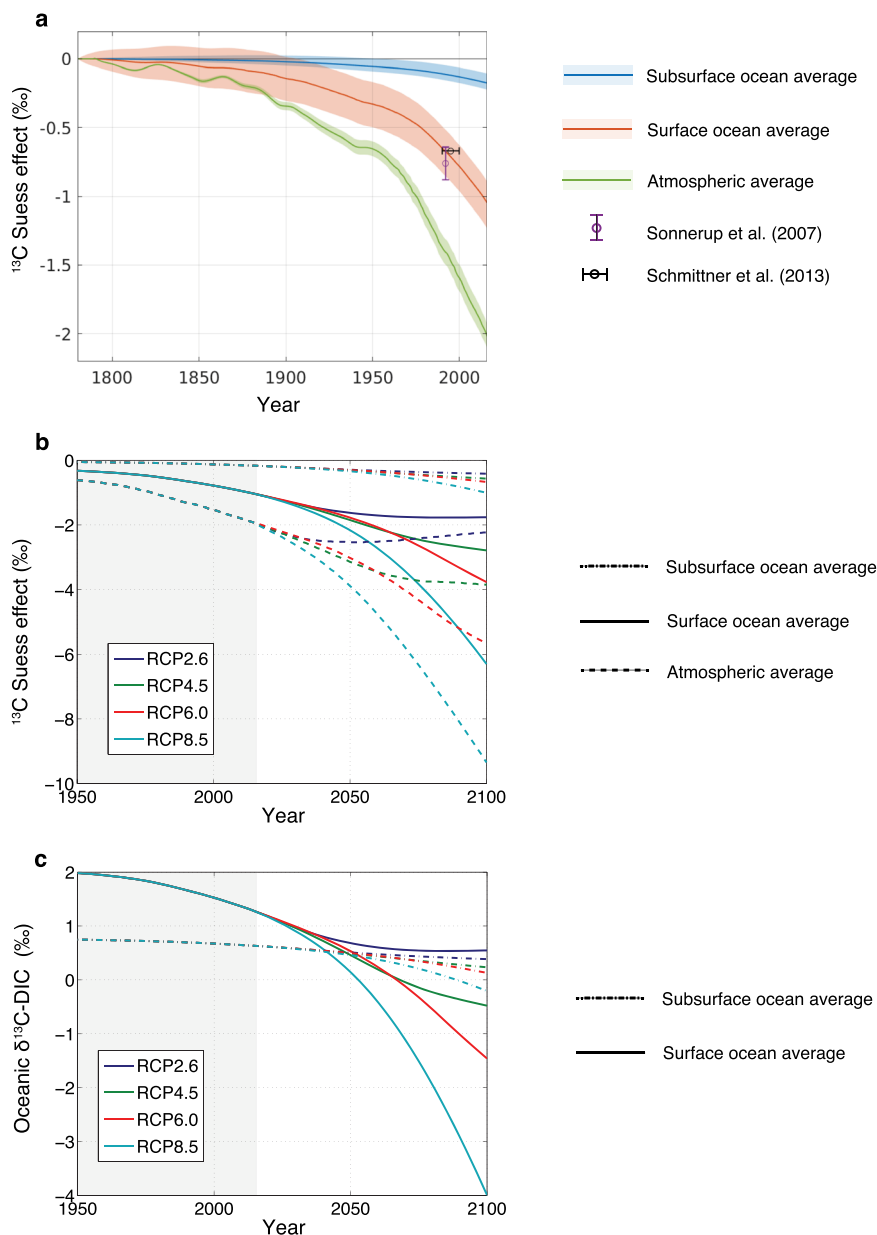 a
0
-0.5
-1
-1.5
-2
¹³C Suess effect (‰)
1800 1850 1900 1950 2000
Year
Subsurface ocean average
Surface ocean average
Atmospheric average
Sonnerup et al. (2007)
Schmittner et al. (2013)
b
0
−2
−4
−6
−8
−10
¹³C Suess effect (‰)
RCP2.6
RCP4.5
RCP6.0
RCP8.5
1950 2000 2050 2100
Year
Subsurface ocean average
Surface ocean average
Atmospheric average
c
2
1
0
−1
−2
−3
−4
Oceanic δ¹³C-DIC (‰)
RCP2.6
RCP4.5
RCP6.0
RCP8.5
1950 2000 2050 2100
Year
Subsurface ocean average
Surface ocean average